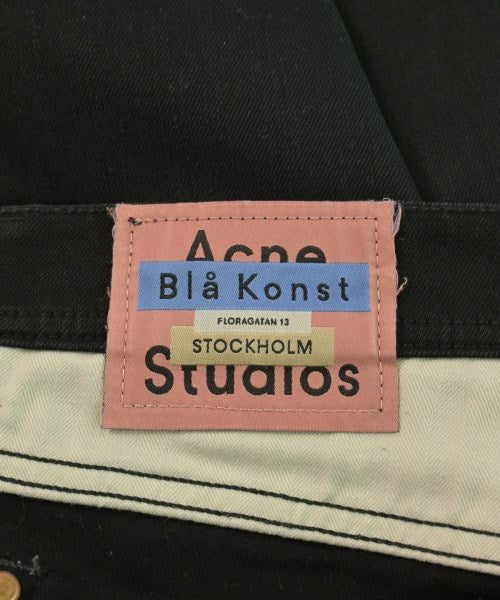 Acne
Blå Konst
FLORAGATAN 13
STOCKHOLM
Studios